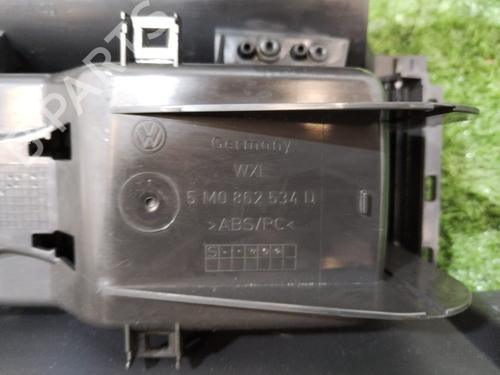 Germany
WXE
5 M0 862 534 D
>ABS/PC<
S